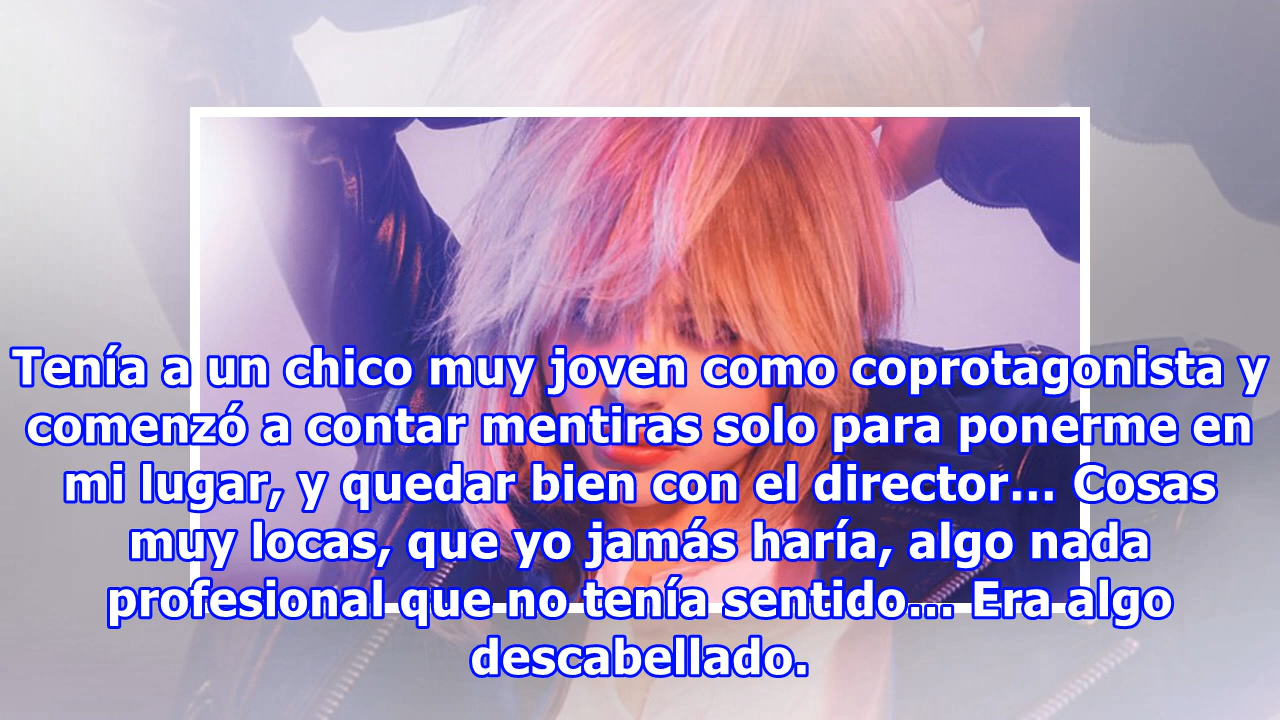 Tenía a un chico muy joven como coprotagonista y
comenzó a contar mentiras solo para ponerme en
mi lugar, y quedar bien con el director... Cosas
muy locas, que yo jamás haría, algo nada
profesional que no tenía sentido... Era algo
descabellado.